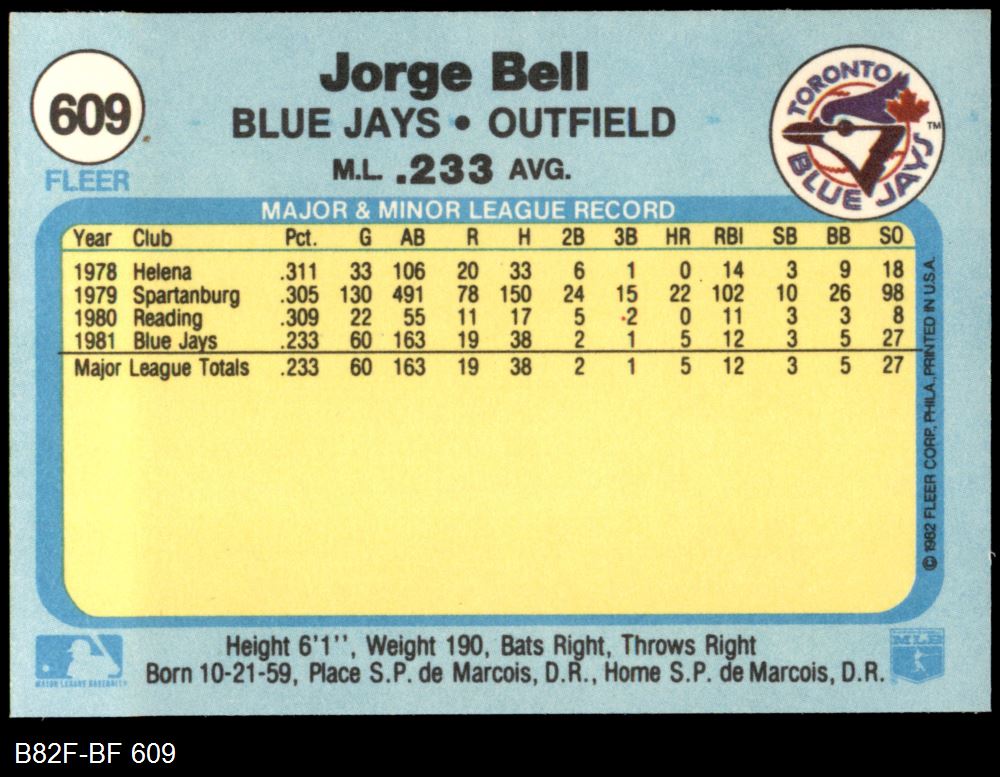 609
FLEER
Jorge Bell
BLUE JAYS • OUTFIELD
M.L. .233 AVG.
TORONTO
BLUE JAYS
TM
MAJOR & MINOR LEAGUE RECORD
Year Club Pct. G AB R H 2B 3B HR RBI SB BB SO
1978 Helena .311 33 106 20 33 6 1 0 14 3 9 18
1979 Spartanburg .305 130 491 78 150 24 15 22 102 10 26 98
1980 Reading .309 22 55 11 17 5 2 0 11 3 3 8
1981 Blue Jays .233 60 163 19 38 2 1 5 12 3 5 27
Major League Totals .233 60 163 19 38 2 1 5 12 3 5 27
© 1982 FLEER CORP., PHILA., PRINTED IN U.S.A.
MAJOR LEAGUE BASEBALL
Height 6'1'', Weight 190, Bats Right, Throws Right
Born 10-21-59, Place S.P. de Marcois, D.R., Home S.P. de Marcois, D.R.
MLB
B82F-BF 609